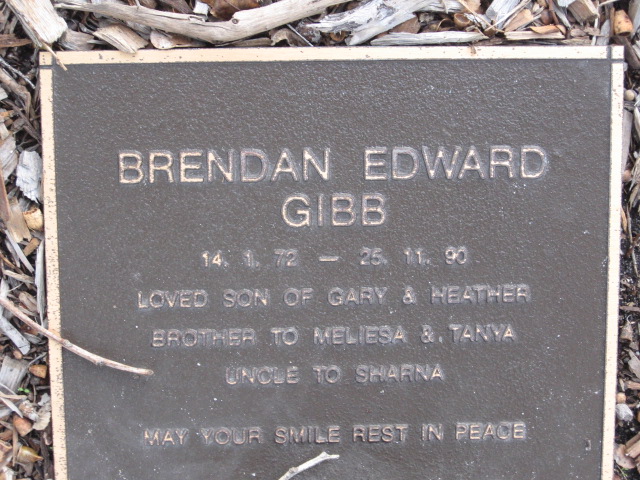 BRENDAN EDWARD
GIBB
14. 1. 72 – 25. 11. 90
LOVED SON OF GARY & HEATHER
BROTHER TO MELIESA & TANYA
UNCLE TO SHARNA
MAY YOUR SMILE REST IN PEACE